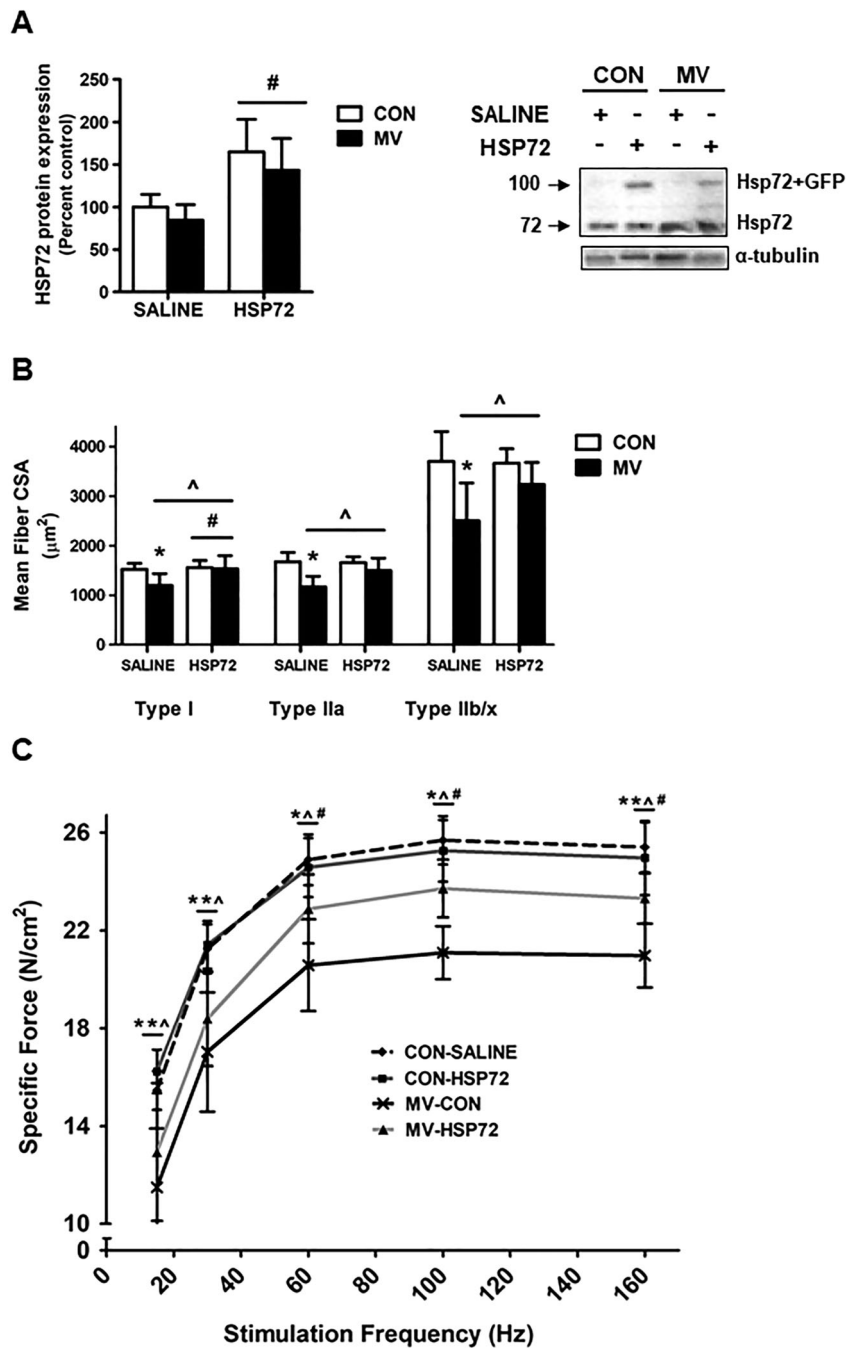 A
HSP72 protein expression
(Percent control)
250
200
150
100
50
0
#
SALINE
HSP72
CON
MV
CON
MV
SALINE
+
-
+
-
HSP72
-
+
-
+
100
72
Hsp72+GFP
Hsp72
α-tubulin
B
Mean Fiber CSA
(μm²)
4000
3000
2000
1000
0
^
#
*
^
*
^
*
SALINE
HSP72
SALINE
HSP72
SALINE
HSP72
Type I
Type IIa
Type IIb/x
CON
MV
C
Specific Force (N/cm²)
26
22
18
14
10
0
**^
**^
*^#
*^#
**^#
CON-SALINE
CON-HSP72
MV-CON
MV-HSP72
0
20
40
60
80
100
120
140
160
Stimulation Frequency (Hz)